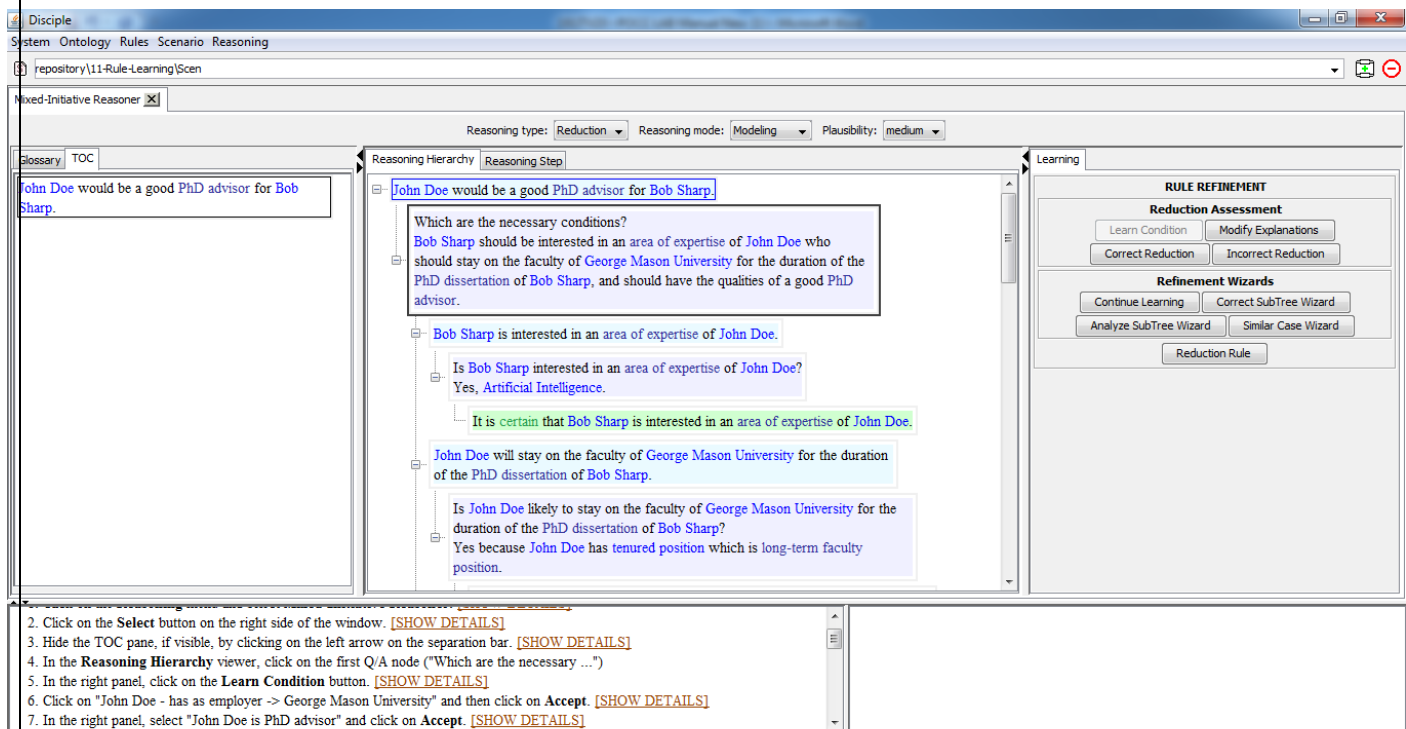 Disciple
System Ontology Rules Scenario Reasoning
repository\11-Rule-Learning\Scen
Mixed-Initiative Reasoner
Reasoning type: Reduction Reasoning mode: Modeling Plausibility: medium
Glossary TOC
John Doe would be a good PhD advisor for Bob
Sharp.
Reasoning Hierarchy Reasoning Step
John Doe would be a good PhD advisor for Bob Sharp.
Which are the necessary conditions?
Bob Sharp should be interested in an area of expertise of John Doe who
should stay on the faculty of George Mason University for the duration of the
PhD dissertation of Bob Sharp, and should have the qualities of a good PhD
advisor.
Bob Sharp is interested in an area of expertise of John Doe.
Is Bob Sharp interested in an area of expertise of John Doe?
Yes, Artificial Intelligence.
It is certain that Bob Sharp is interested in an area of expertise of John Doe.
John Doe will stay on the faculty of George Mason University for the duration
of the PhD dissertation of Bob Sharp.
Is John Doe likely to stay on the faculty of George Mason University for the
duration of the PhD dissertation of Bob Sharp?
Yes because John Doe has tenured position which is long-term faculty
position.
Learning
RULE REFINEMENT
Reduction Assessment
Learn Condition Modify Explanations
Correct Reduction Incorrect Reduction
Refinement Wizards
Continue Learning Correct SubTree Wizard
Analyze SubTree Wizard Similar Case Wizard
Reduction Rule
2. Click on the Select button on the right side of the window. [SHOW DETAILS]
3. Hide the TOC pane, if visible, by clicking on the left arrow on the separation bar. [SHOW DETAILS]
4. In the Reasoning Hierarchy viewer, click on the first Q/A node ("Which are the necessary ...")
5. In the right panel, click on the Learn Condition button. [SHOW DETAILS]
6. Click on "John Doe - has as employer -> George Mason University" and then click on Accept. [SHOW DETAILS]
7. In the right panel, select "John Doe is PhD advisor" and click on Accept. [SHOW DETAILS]